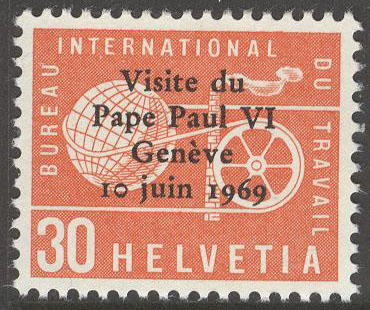 BUREAU INTERNATIONAL DU TRAVAIL
Visite du
Pape Paul VI
Genève
10 juin 1969
30 HELVETIA